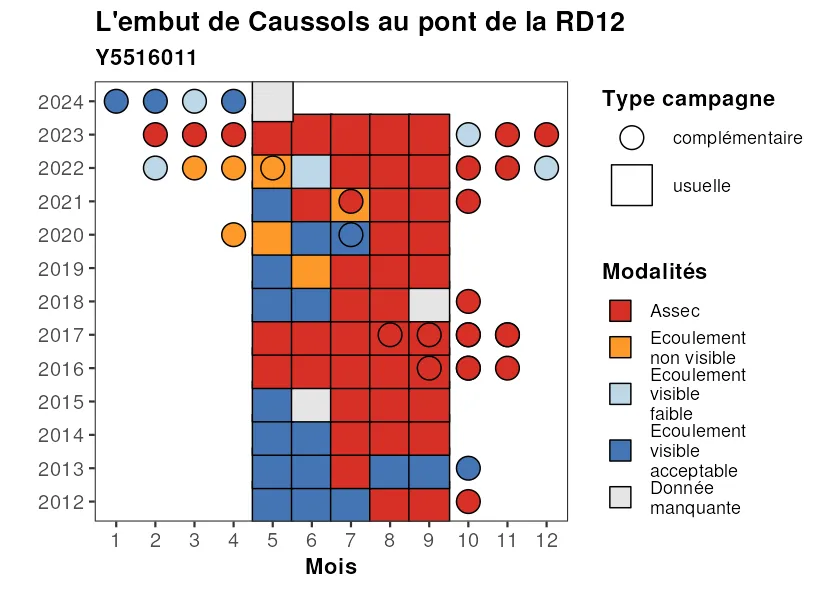 L'embut de Caussols au pont de la RD12
Y5516011
2024
2023
2022
2021
2020
2019
2018
2017
2016
2015
2014
2013
2012
1 2 3 4 5 6 7 8 9 10 11 12
Mois
Type campagne
complémentaire
usuelle
Modalités
Assec
Ecoulement
non visible
Ecoulement
visible
faible
Ecoulement
visible
acceptable
Donnée
manquante